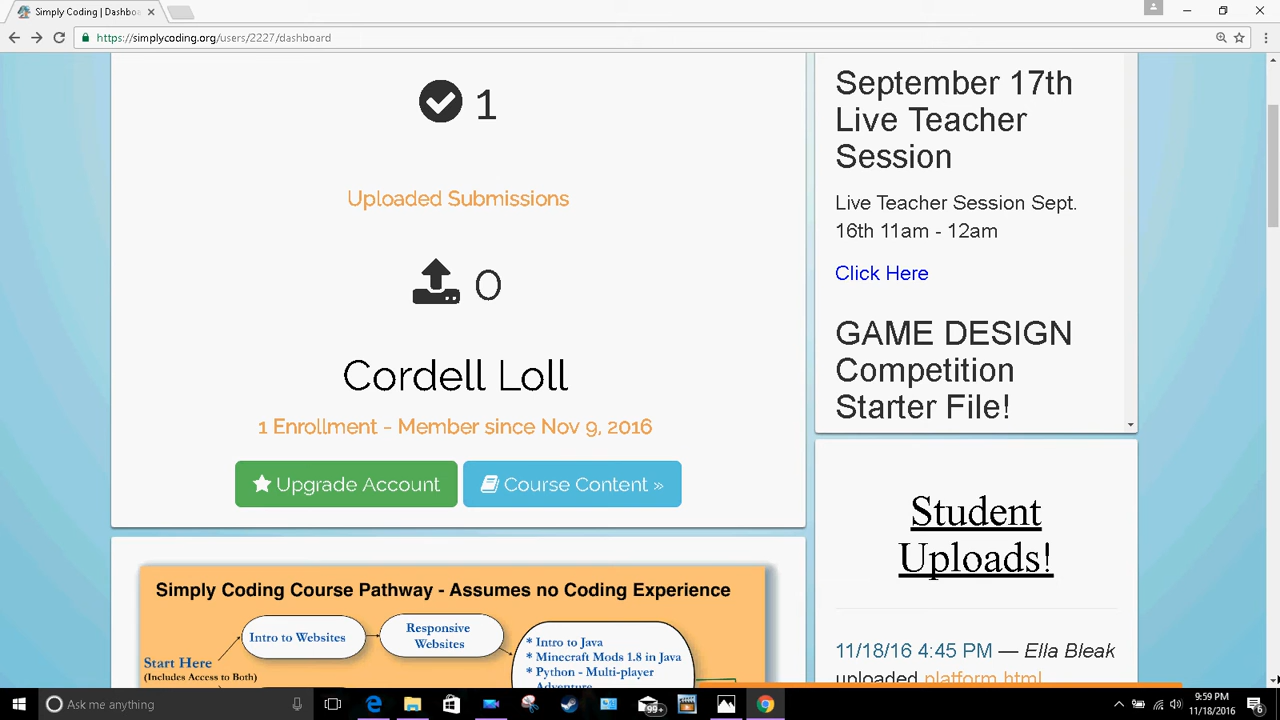 Simply Coding | Dashbo
https://simplycoding.org/users/2227/dashboard
1
Uploaded Submissions
0
Cordell Loll
1 Enrollment - Member since Nov 9, 2016
Upgrade Account
Course Content »
Simply Coding Course Pathway - Assumes no Coding Experience
Intro to Websites
Responsive
Websites
Start Here
(Includes Access to Both)
* Intro to Java
* Minecraft Mods 1.8 in Java
* Python - Multi-player
Adventure
September 17th
Live Teacher
Session
Live Teacher Session Sept.
16th 11am - 12am
Click Here
GAME DESIGN
Competition
Starter File!
Student
Uploads!
11/18/16 4:45 PM — Ella Bleak
uploaded platform.html
Ask me anything
99+
9:59 PM
11/18/2016
6